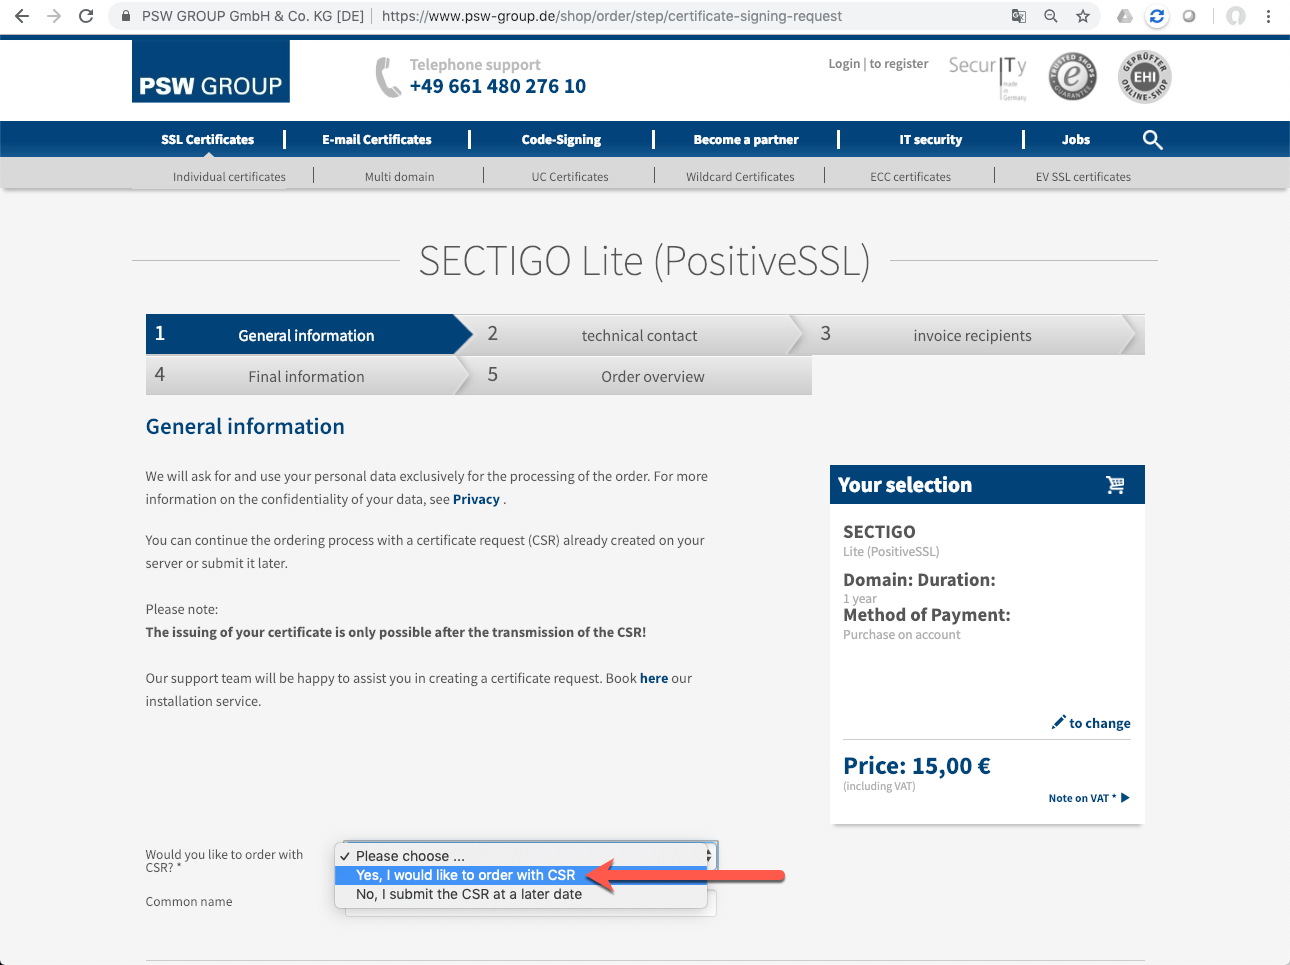 PSW GROUP GmbH & Co. KG [DE] | https://www.psw-group.de/shop/order/step/certificate-signing-request
PSW GROUP
Telephone support
+49 661 480 276 10
Login | to register
SecurITy
made
in
Germany
TRUSTED SHOPS
e
GUARANTEE
GEPRÜFTER
EHI
ONLINE-SHOP
SSL Certificates
E-mail Certificates
Code-Signing
Become a partner
IT security
Jobs
Individual certificates
Multi domain
UC Certificates
Wildcard Certificates
ECC certificates
EV SSL certificates
SECTIGO Lite (PositiveSSL)
1 General information
2 technical contact
3 invoice recipients
4 Final information
5 Order overview
General information
We will ask for and use your personal data exclusively for the processing of the order. For more
information on the confidentiality of your data, see Privacy .
You can continue the ordering process with a certificate request (CSR) already created on your
server or submit it later.
Please note:
The issuing of your certificate is only possible after the transmission of the CSR!
Our support team will be happy to assist you in creating a certificate request. Book here our
installation service.
Your selection
SECTIGO
Lite (PositiveSSL)
Domain: Duration:
1 year
Method of Payment:
Purchase on account
to change
Price: 15,00 €
(including VAT)
Note on VAT *
Would you like to order with
CSR? *
✓ Please choose ...
Yes, I would like to order with CSR
No, I submit the CSR at a later date
Common name